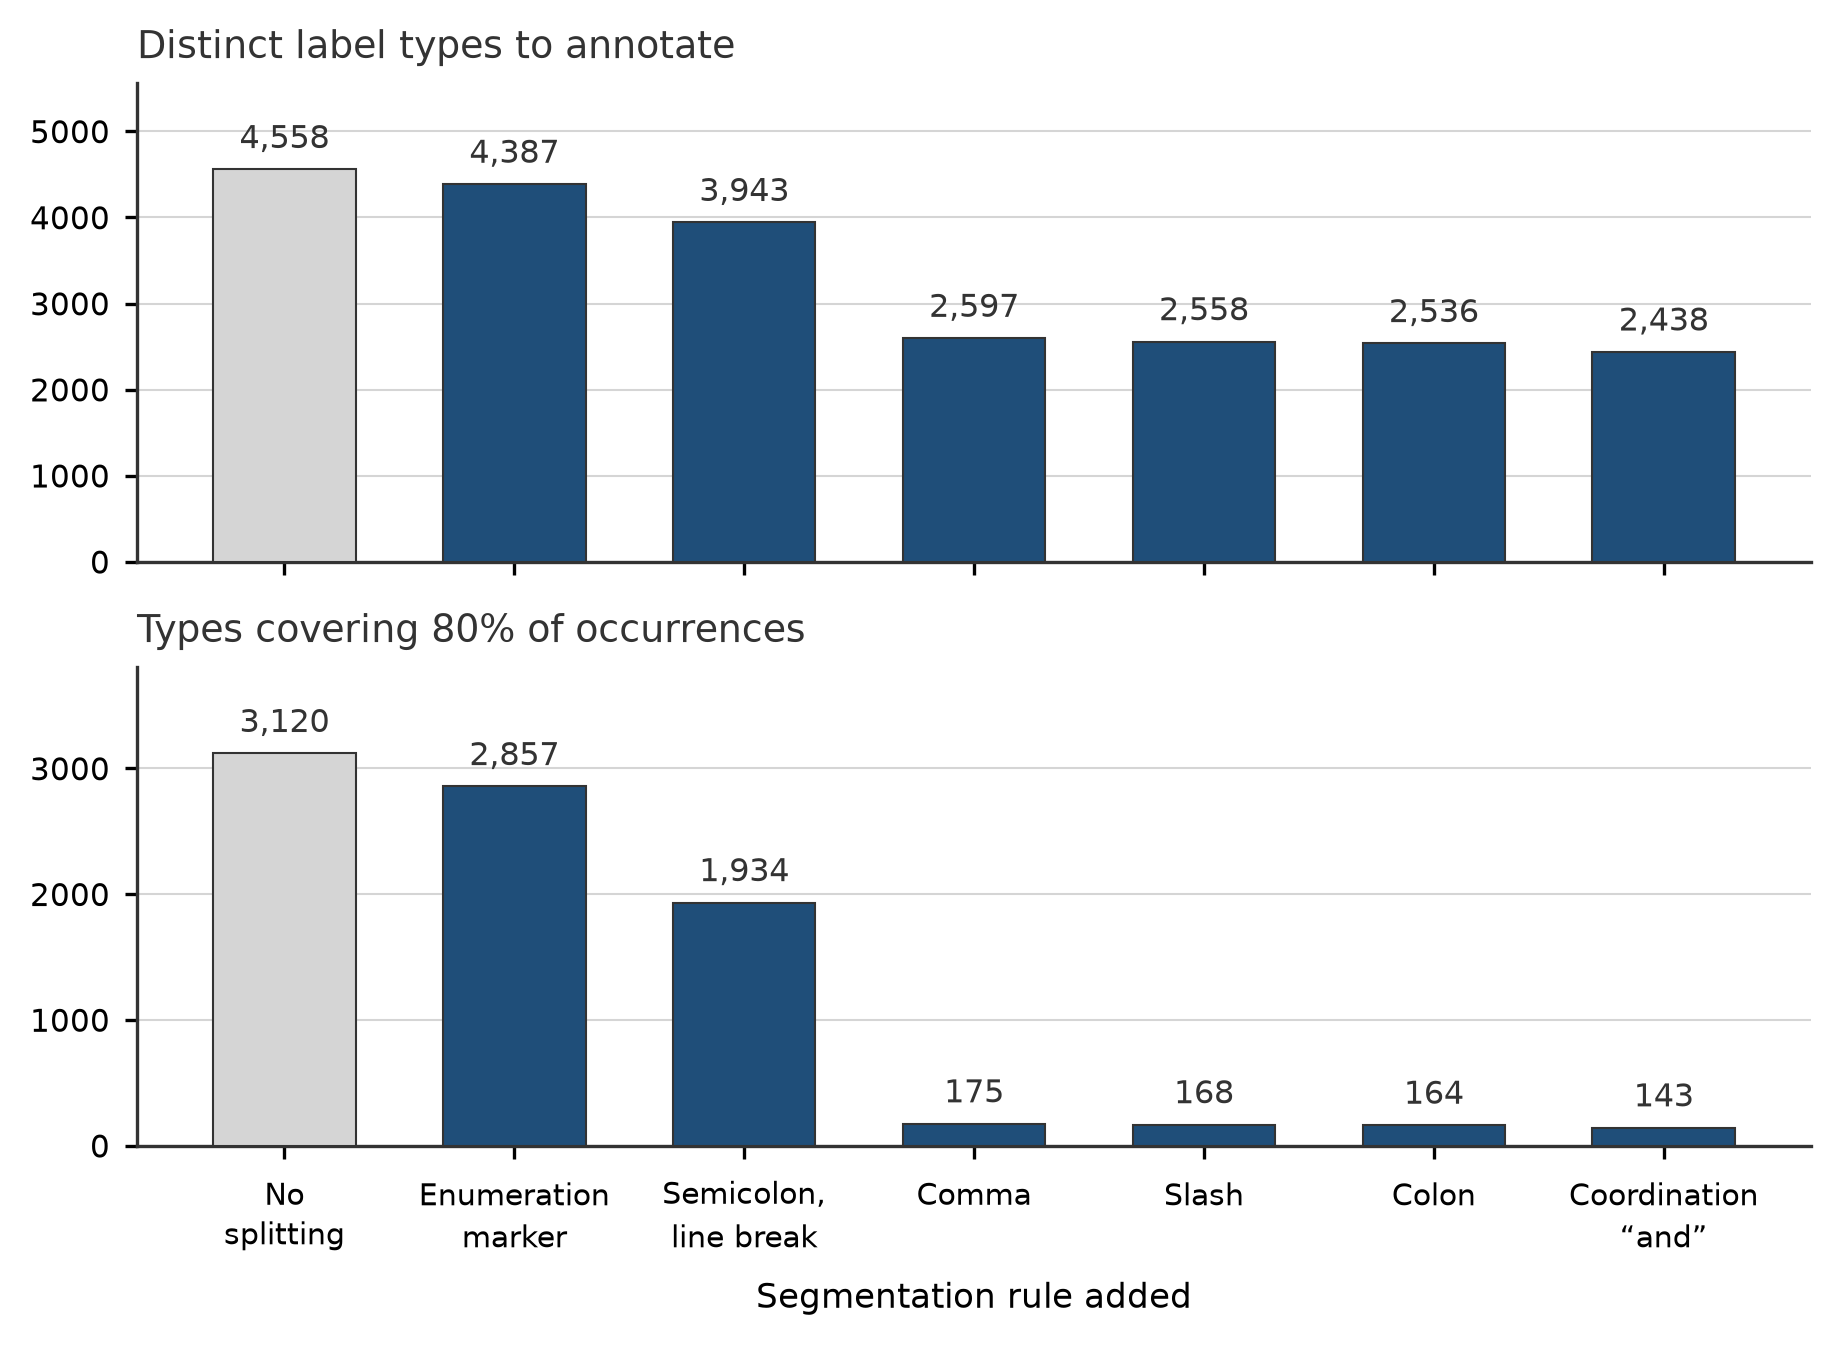 Distinct label types to annotate
5000
4000
3000
2000
1000
0
4,558
4,387
3,943
2,597
2,558
2,536
2,438
Types covering 80% of occurrences
3000
2000
1000
0
3,120
2,857
1,934
175
168
164
143
No
splitting
Enumeration
marker
Semicolon,
line break
Comma
Slash
Colon
Coordination
“and”
Segmentation rule added